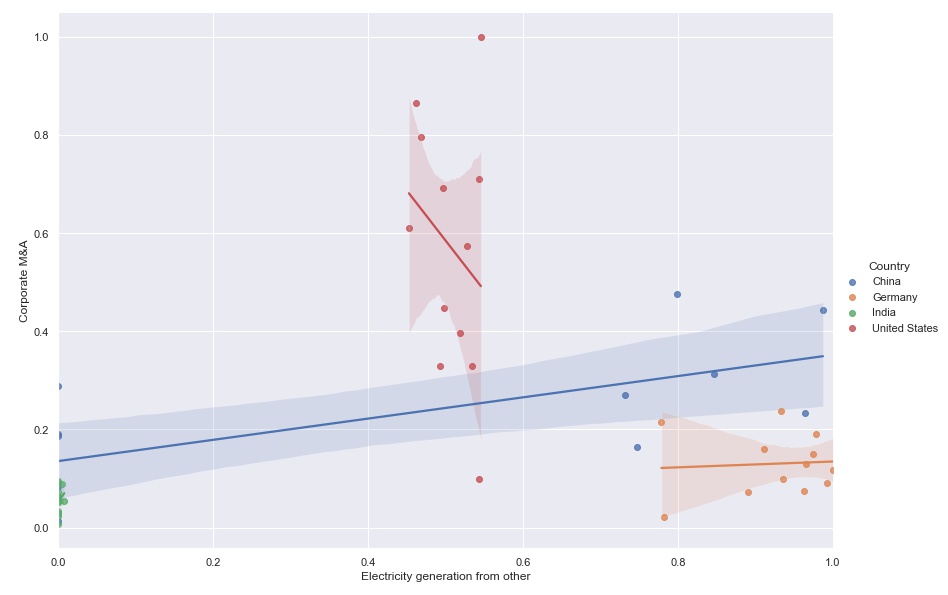 1.0
0.8
0.6
0.4
0.2
0.0
Corporate M&A
0.0 0.2 0.4 0.6 0.8 1.0
Electricity generation from other
Country
China
Germany
India
United States